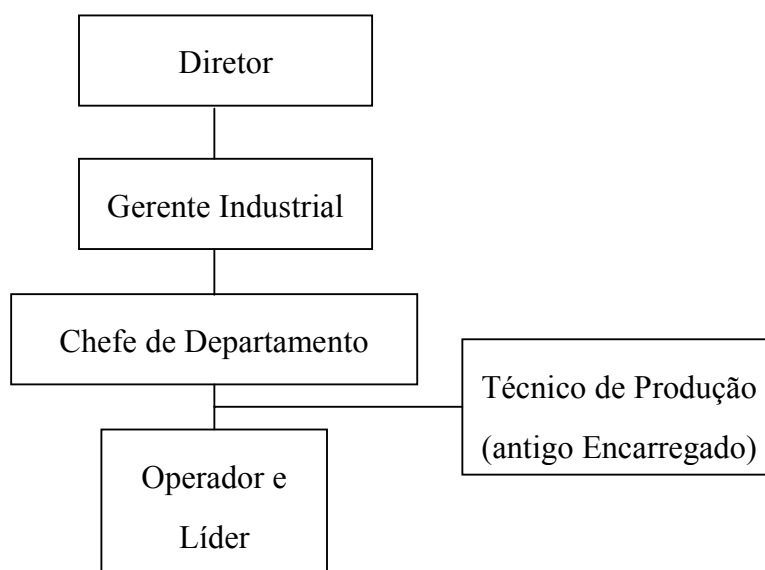 Diretor
Gerente Industrial
Chefe de Departamento
Técnico de Produção
(antigo Encarregado)
Operador e
Líder